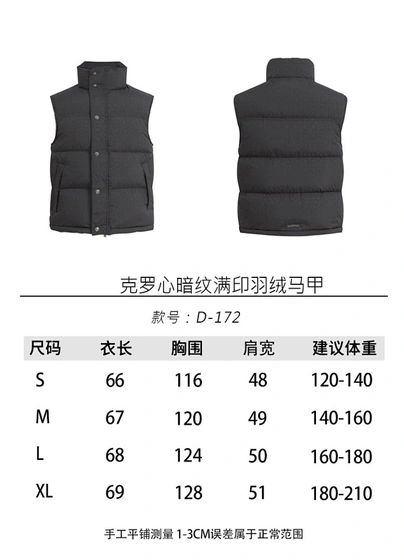 克罗心暗纹满印羽绒马甲
款号：D-172
尺码 衣长 胸围 肩宽 建议体重
S 66 116 48 120-140
M 67 120 49 140-160
L 68 124 50 160-180
XL 69 128 51 180-210
手工平铺测量 1-3CM误差属于正常范围